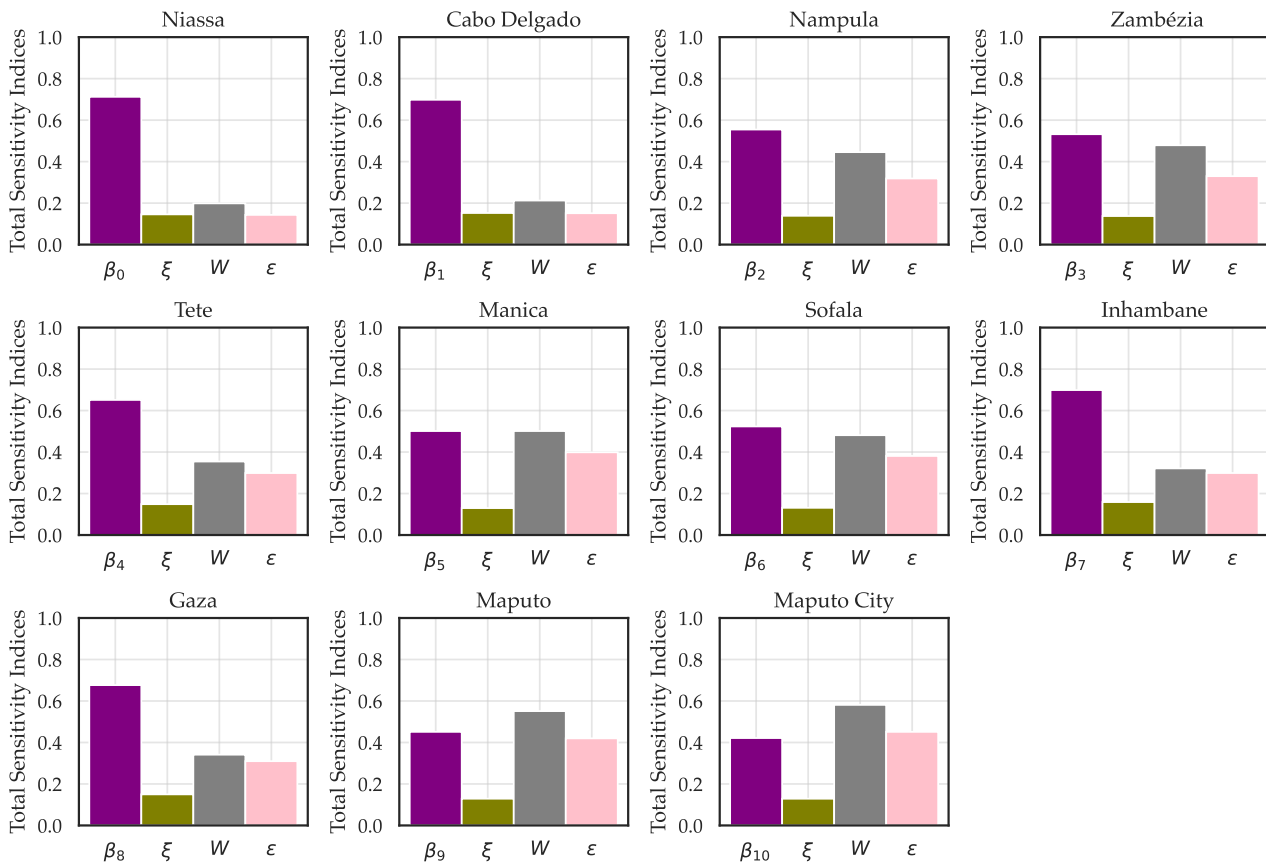 Niassa
Total Sensitivity Indices
1.0
0.8
0.6
0.4
0.2
0.0
β0 ξ W ε
Cabo Delgado
Total Sensitivity Indices
1.0
0.8
0.6
0.4
0.2
0.0
β1 ξ W ε
Nampula
Total Sensitivity Indices
1.0
0.8
0.6
0.4
0.2
0.0
β2 ξ W ε
Zambézia
Total Sensitivity Indices
1.0
0.8
0.6
0.4
0.2
0.0
β3 ξ W ε
Tete
Total Sensitivity Indices
1.0
0.8
0.6
0.4
0.2
0.0
β4 ξ W ε
Manica
Total Sensitivity Indices
1.0
0.8
0.6
0.4
0.2
0.0
β5 ξ W ε
Sofala
Total Sensitivity Indices
1.0
0.8
0.6
0.4
0.2
0.0
β6 ξ W ε
Inhambane
Total Sensitivity Indices
1.0
0.8
0.6
0.4
0.2
0.0
β7 ξ W ε
Gaza
Total Sensitivity Indices
1.0
0.8
0.6
0.4
0.2
0.0
β8 ξ W ε
Maputo
Total Sensitivity Indices
1.0
0.8
0.6
0.4
0.2
0.0
β9 ξ W ε
Maputo City
Total Sensitivity Indices
1.0
0.8
0.6
0.4
0.2
0.0
β10 ξ W ε